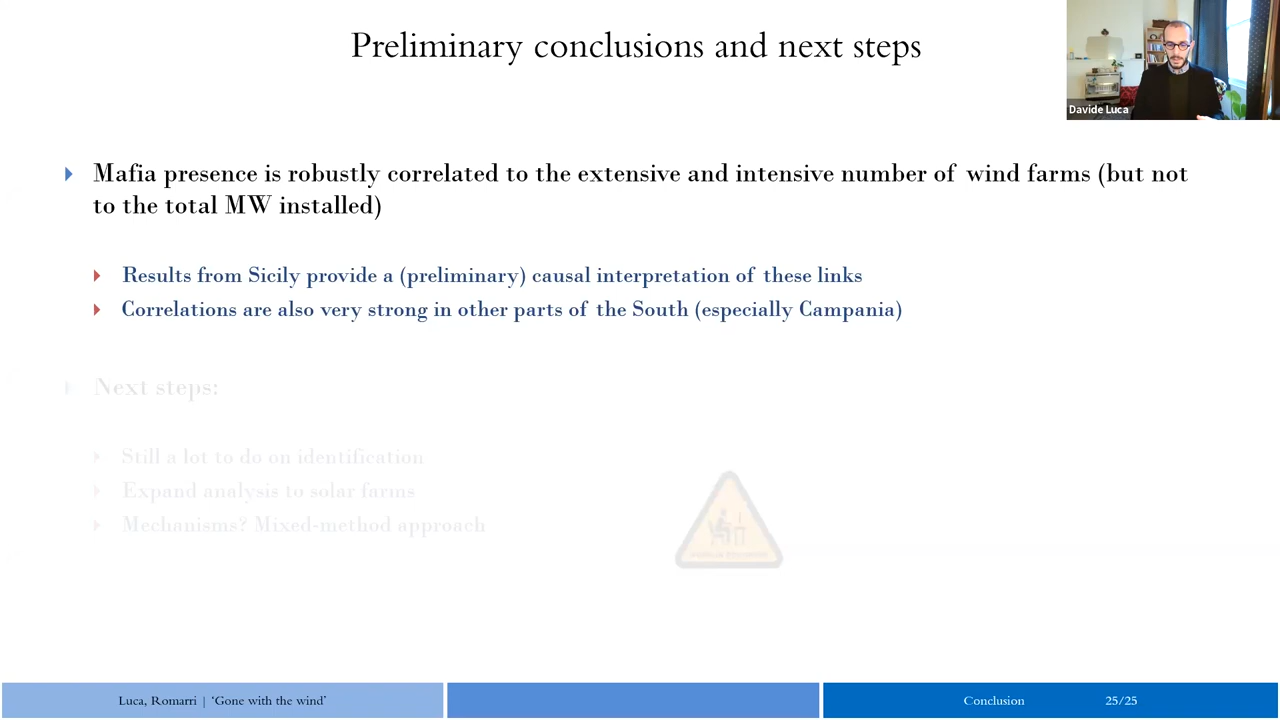 Preliminary conclusions and next steps
Davide Luca
Mafia presence is robustly correlated to the extensive and intensive number of wind farms (but not
to the total MW installed)
Results from Sicily provide a (preliminary) causal interpretation of these links
Correlations are also very strong in other parts of the South (especially Campania)
Next steps:
Still a lot to do on identification
Expand analysis to solar farms
Mechanisms? Mixed-method approach
Luca, Romarri | 'Gone with the wind'
Conclusion
25/25